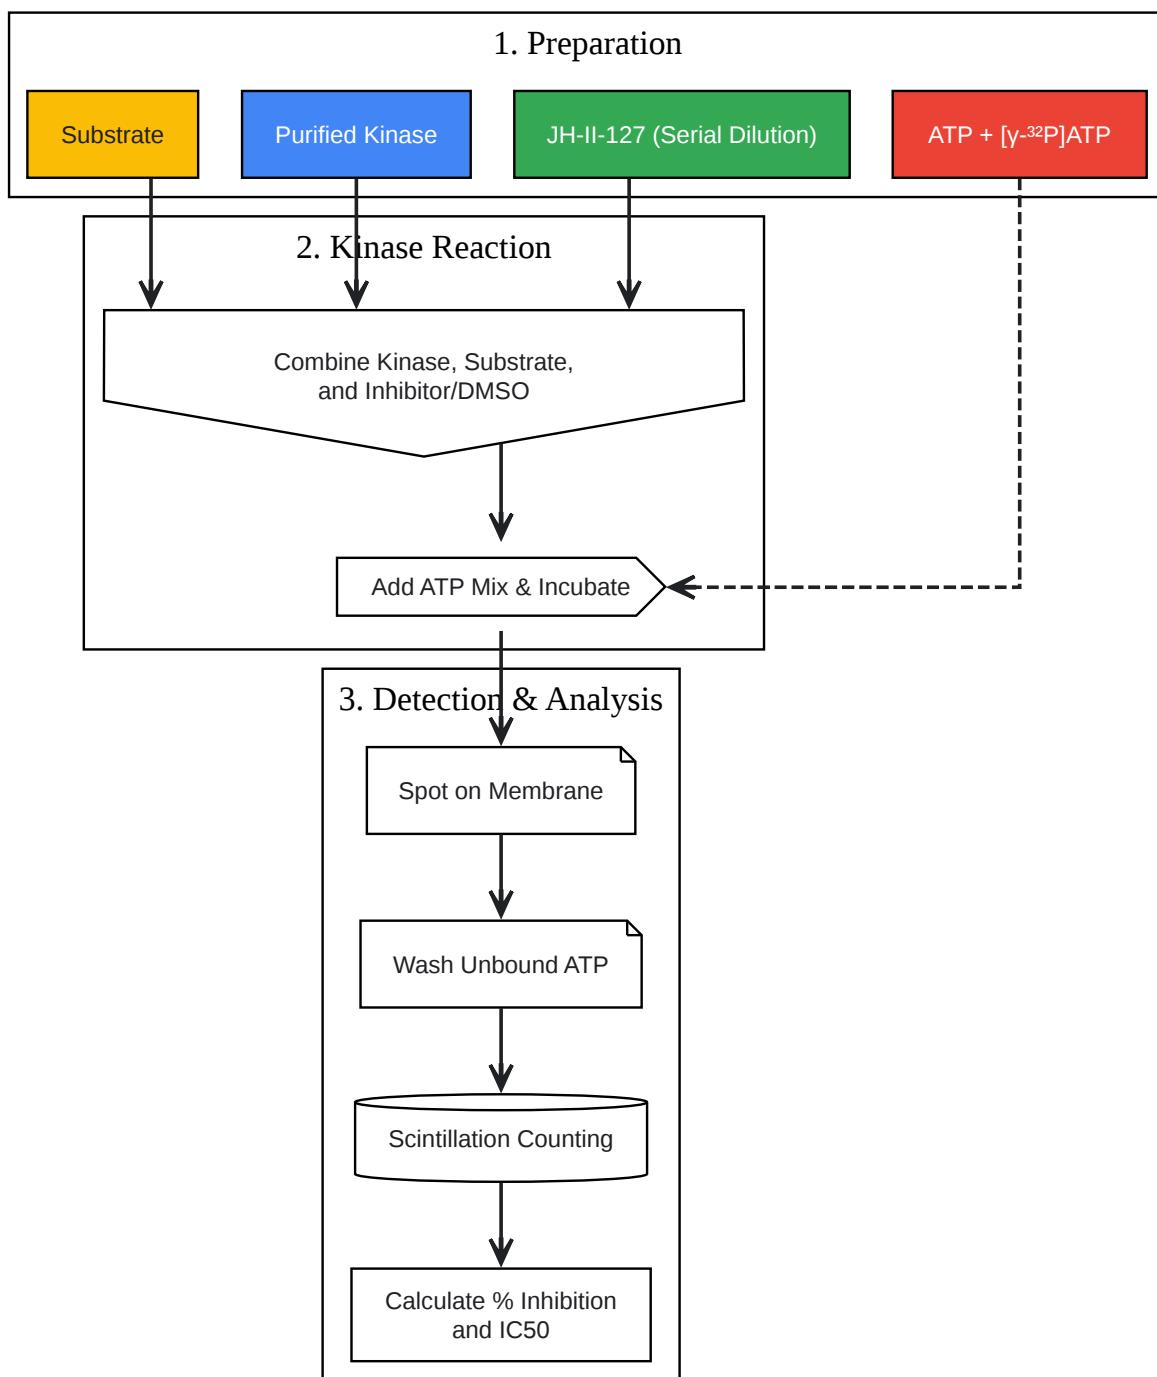 1. Preparation
Substrate
Purified Kinase
JH-II-127 (Serial Dilution)
ATP + [γ-³²P]ATP
2. Kinase Reaction
Combine Kinase, Substrate,
and Inhibitor/DMSO
Add ATP Mix & Incubate
3. Detection & Analysis
Spot on Membrane
Wash Unbound ATP
Scintillation Counting
Calculate % Inhibition
and IC50